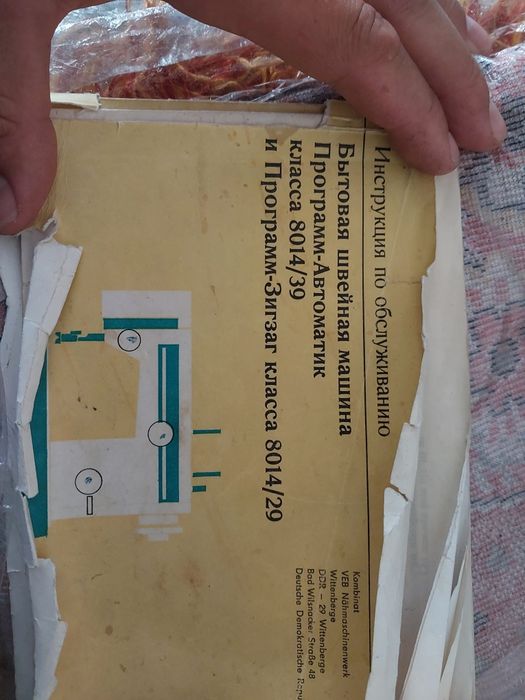 Инструкция по обслуживанию
Бытовая швейная машина
Программ-Автоматик
класса 8014/39
и Программ-Зигзаг класса 8014/29
Kombinat
VEB Nähmaschinenwerk
Wittenberge
DDR – 29 Wittenberge
Bad Wilsnacker Straße 48
Deutsche Demokratische